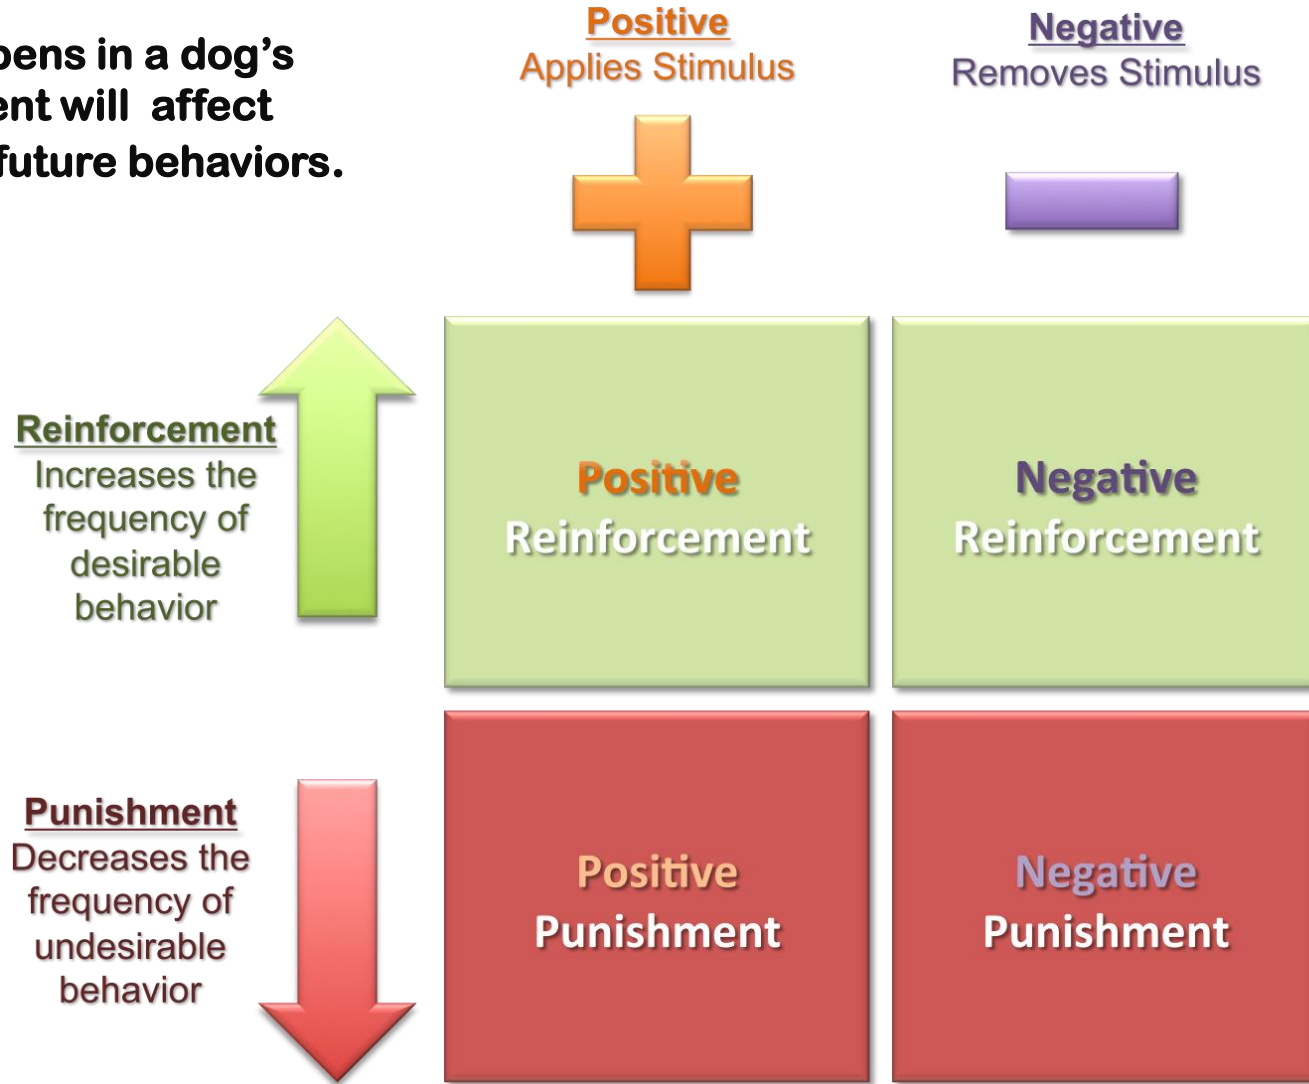 pens in a dog's
ent will affect
future behaviors.
Positive
Applies Stimulus
Negative
Removes Stimulus
Reinforcement
Increases the
frequency of
desirable
behavior
Positive
Reinforcement
Negative
Reinforcement
Punishment
Decreases the
frequency of
undesirable
behavior
Positive
Punishment
Negative
Punishment